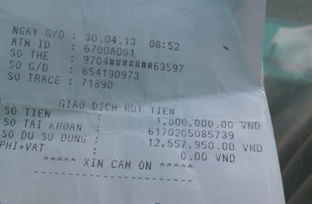 NGAY G/D : 30.04.13 08:52
ATM ID : 6700A001
SO THE : 9704######63597
SO G/D : 654190973
SO TRACE : 71890
GIAO DICH RUT TIEN
SO TIEN : 1,800,000.00 VND
SO TAI KHOAN : 6170205085739
SO DU SU DUNG : 12,557,950.00 VND
PHI+VAT : 0.00 VND
^^^^^ XIN CAM ON ^^^^^